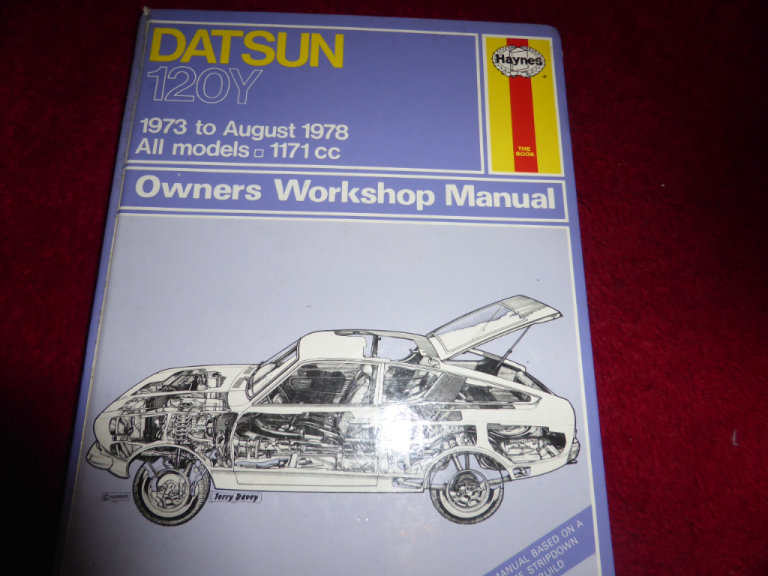 DATSUN
120Y
1973 to August 1978
All models □ 1171 cc
Haynes
THE
BOOK
Owners Workshop Manual
Terry Davey
MANUAL BASED ON A
STRIPDOWN